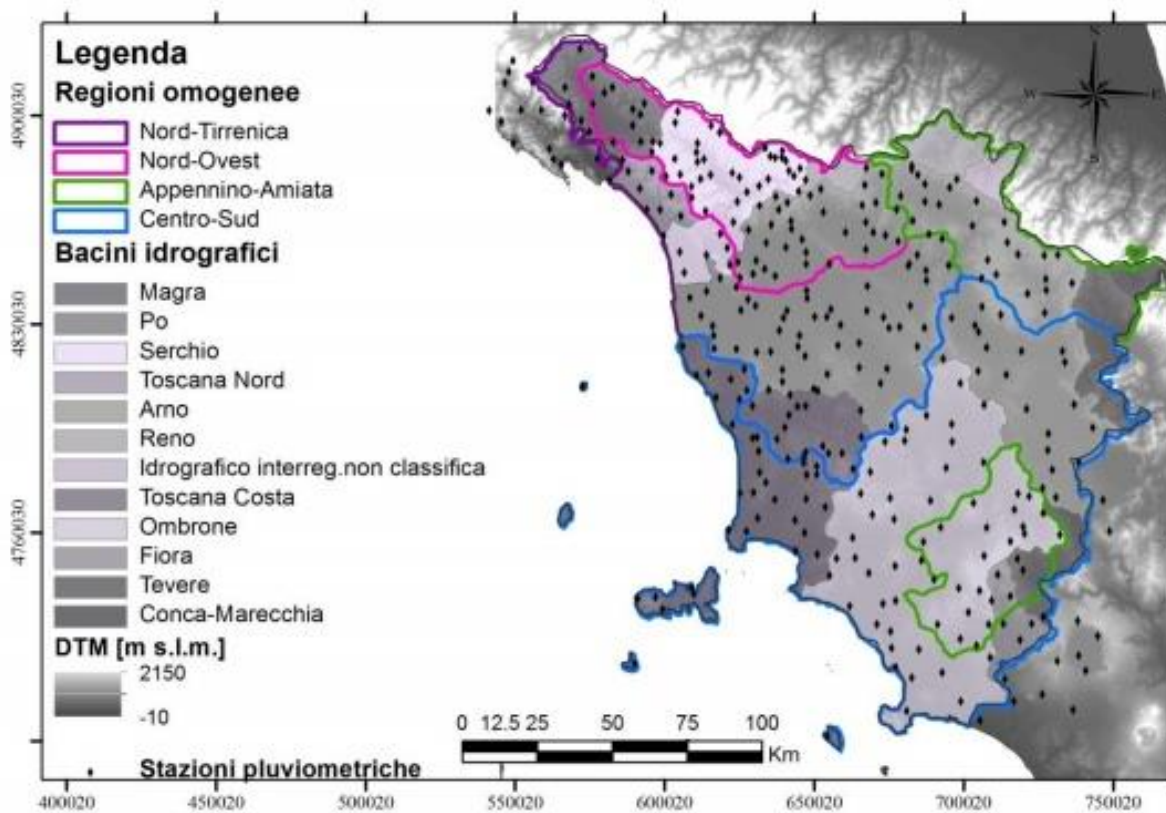 Legenda
Regioni omogenee
Nord-Tirrenica
Nord-Ovest
Appennino-Amiata
Centro-Sud
Bacini idrografici
Magra
Po
Serchio
Toscana Nord
Arno
Reno
Idrografico interreg.non classifica
Toscana Costa
Ombrone
Fiora
Tevere
Conca-Marecchia
DTM [m s.l.m.]
2150
-10
Stazioni pluviometriche
N
W E
S
0 12.5 25 50 75 100
Km
4900030
4830030
4760030
400020 450020 500020 550020 600020 650020 700020 750020